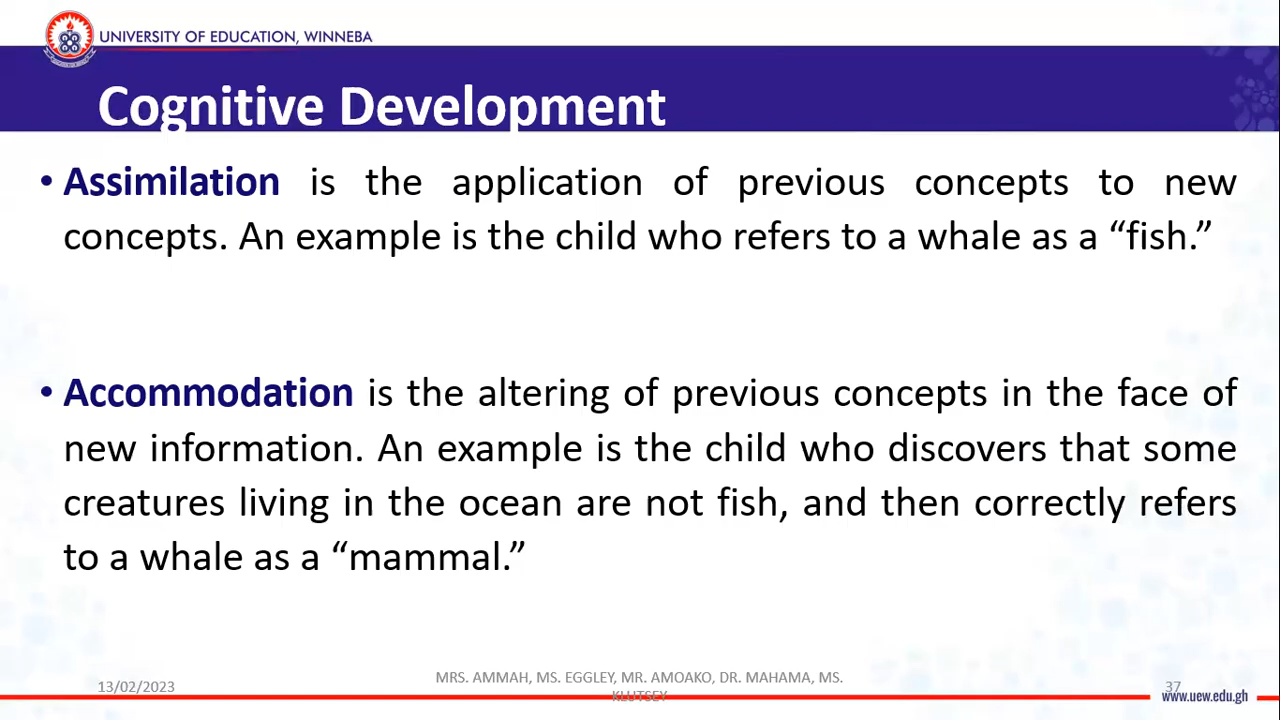 UNIVERSITY OF EDUCATION, WINNEBA
Cognitive Development
• Assimilation is the application of previous concepts to new
concepts. An example is the child who refers to a whale as a “fish.”
• Accommodation is the altering of previous concepts in the face of
new information. An example is the child who discovers that some
creatures living in the ocean are not fish, and then correctly refers
to a whale as a “mammal.”
13/02/2023
MRS. AMMAH, MS. EGGLEY, MR. AMOAKO, DR. MAHAMA, MS.
KLUTSEY
37
www.uew.edu.gh